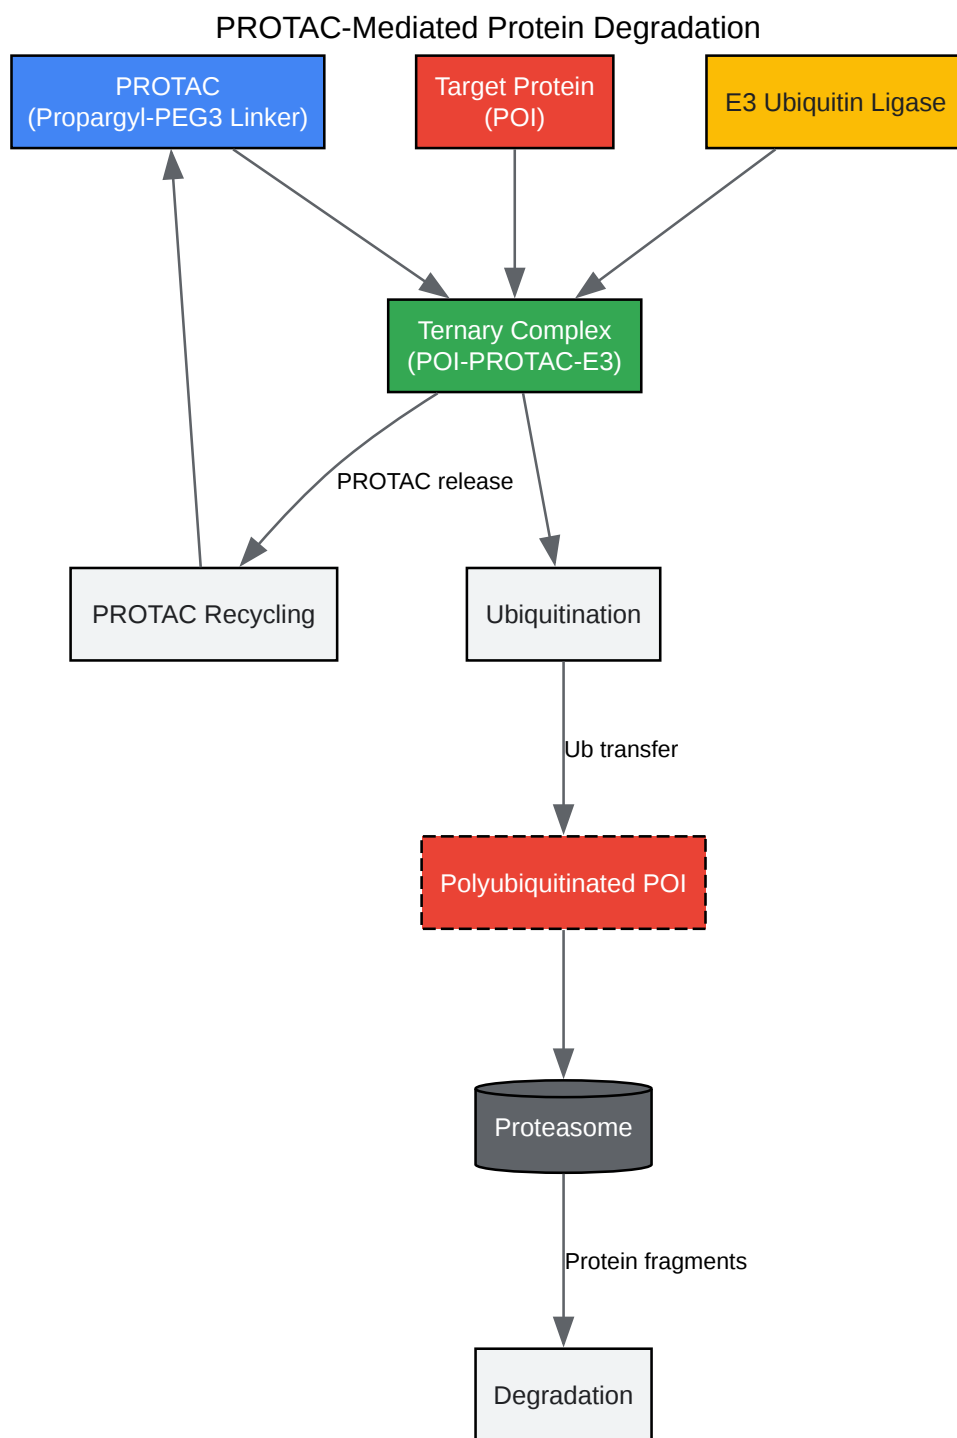 PROTAC-Mediated Protein Degradation
PROTAC
(Propargyl-PEG3 Linker)
Target Protein
(POI)
E3 Ubiquitin Ligase
Ternary Complex
(POI-PROTAC-E3)
PROTAC release
PROTAC Recycling
Ubiquitination
Ub transfer
Polyubiquitinated POI
Proteasome
Protein fragments
Degradation